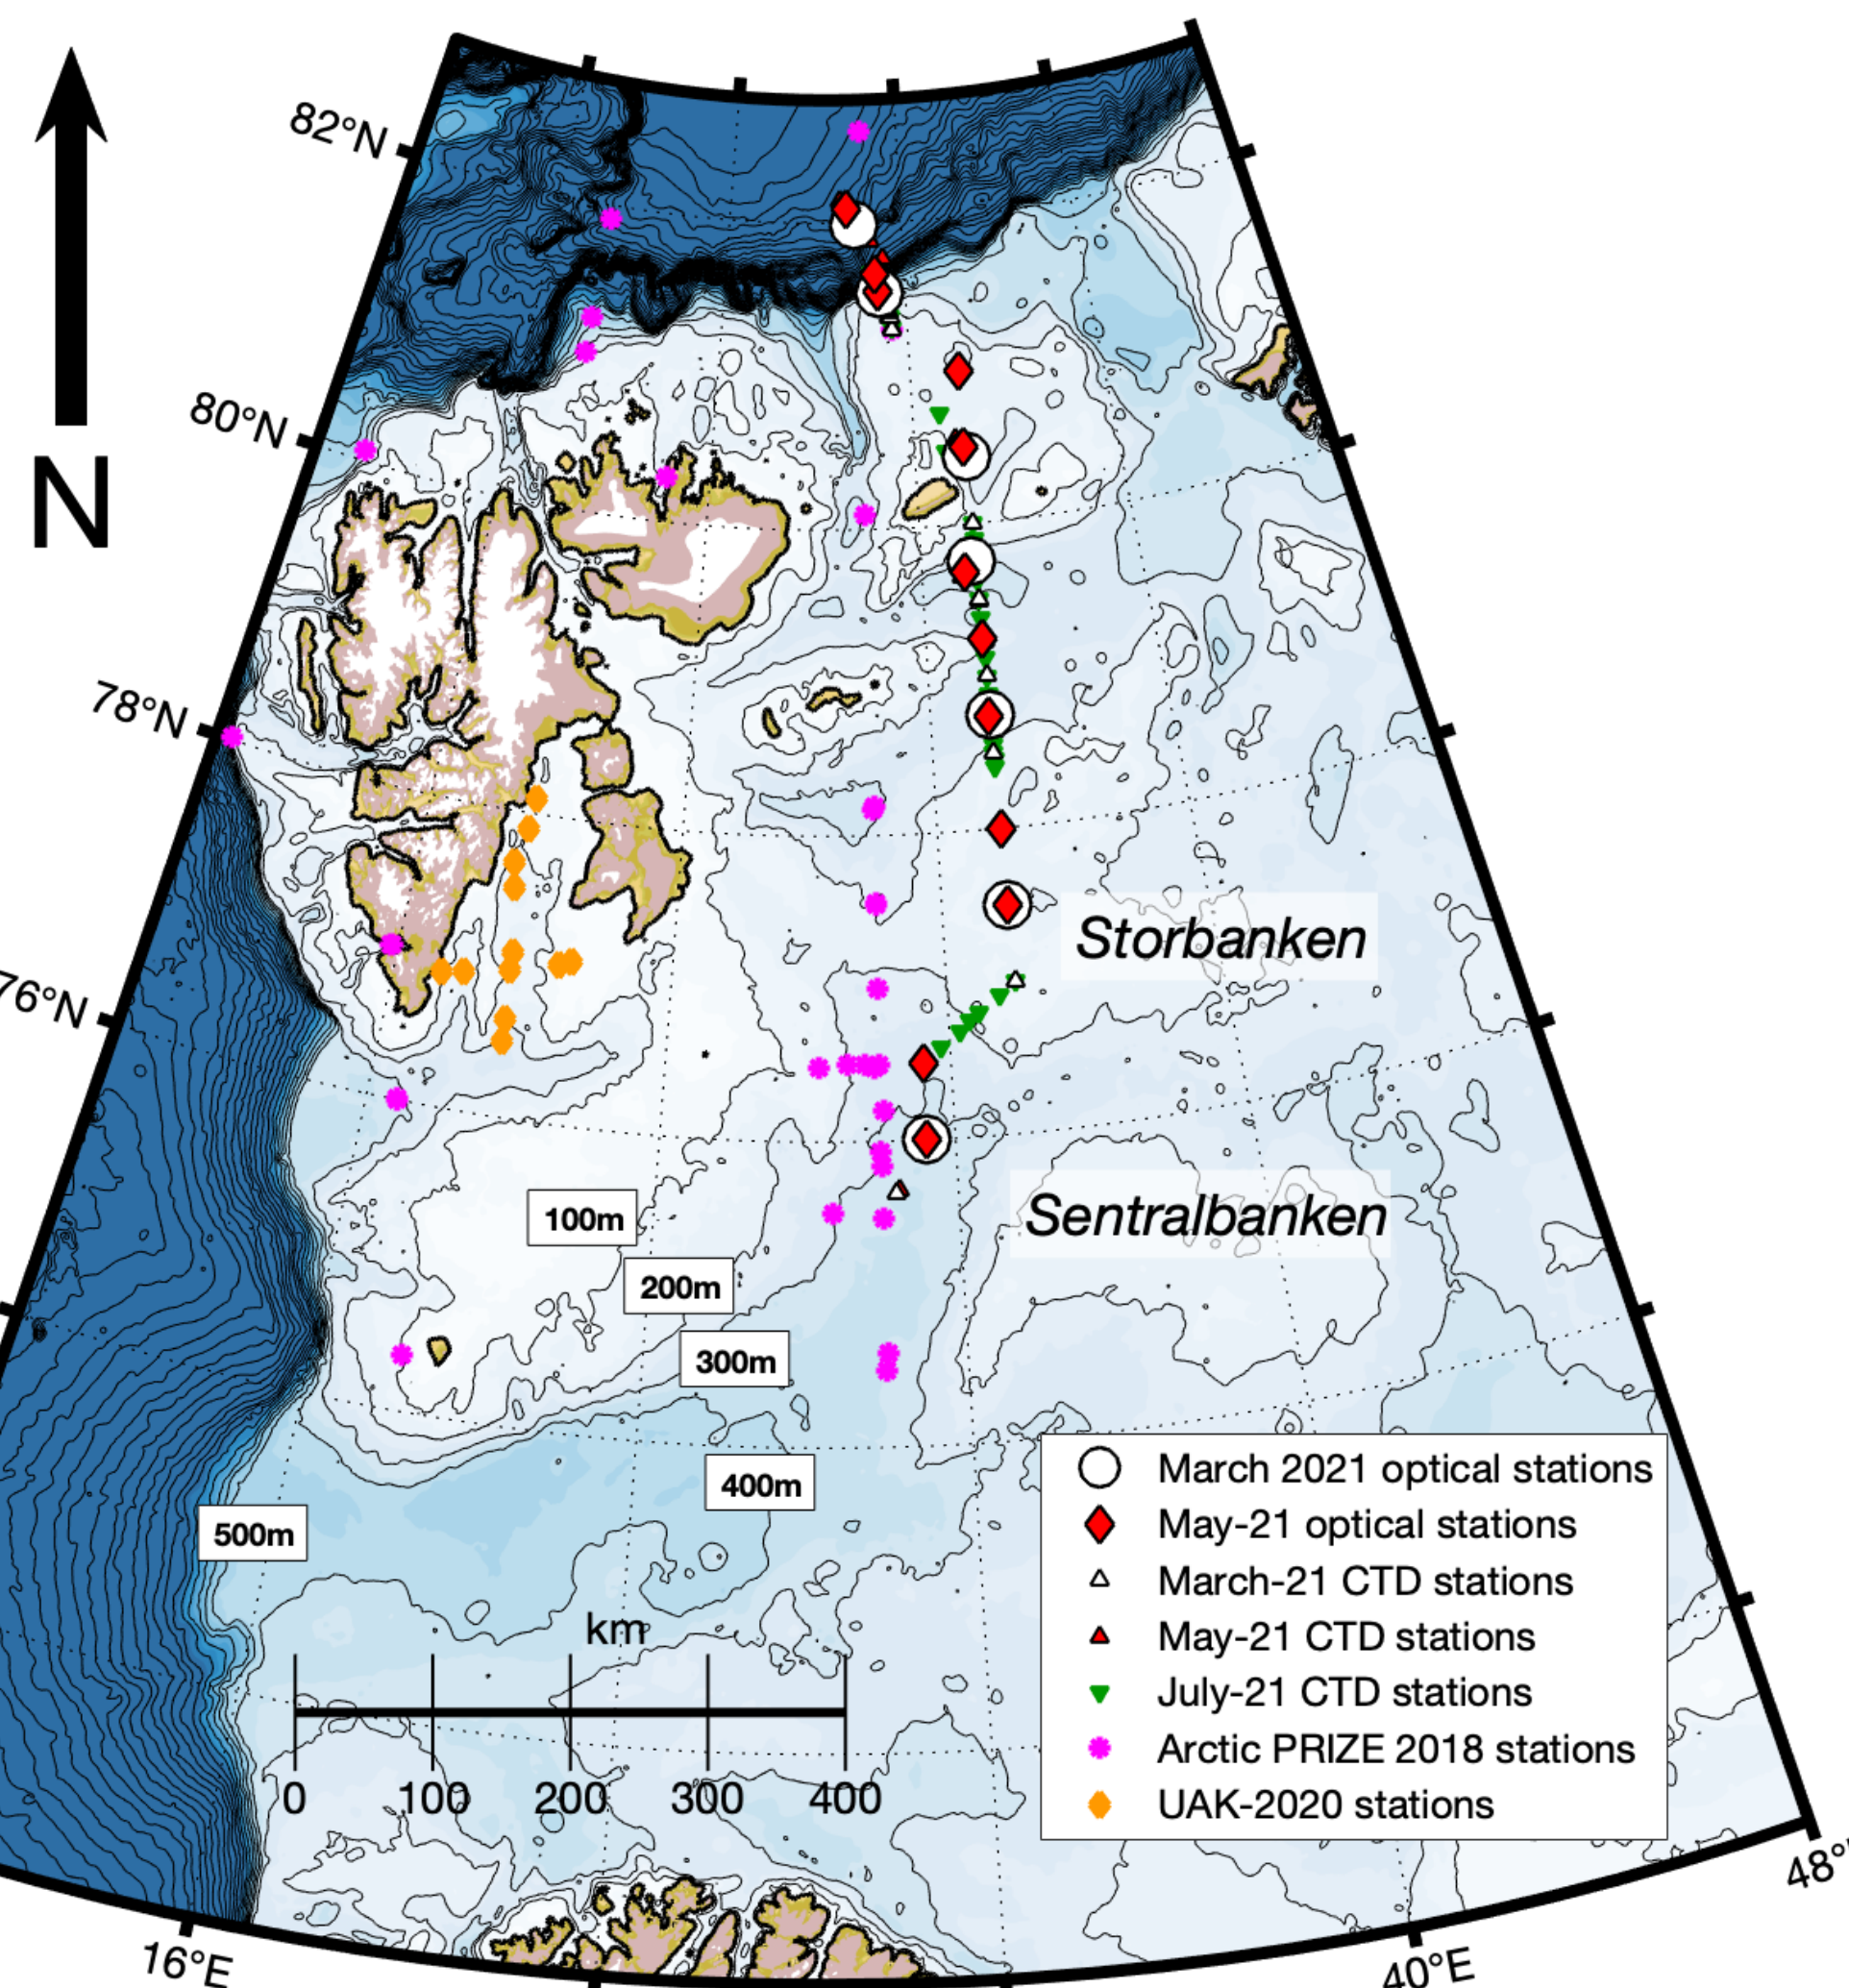 82°N
80°N
N
78°N
76°N
Storbanken
Sentralbanken
100m
200m
300m
400m
500m
km
0 100 200 300 400
March 2021 optical stations
May-21 optical stations
March-21 CTD stations
May-21 CTD stations
July-21 CTD stations
Arctic PRIZE 2018 stations
UAK-2020 stations
16°E
40°E
48°